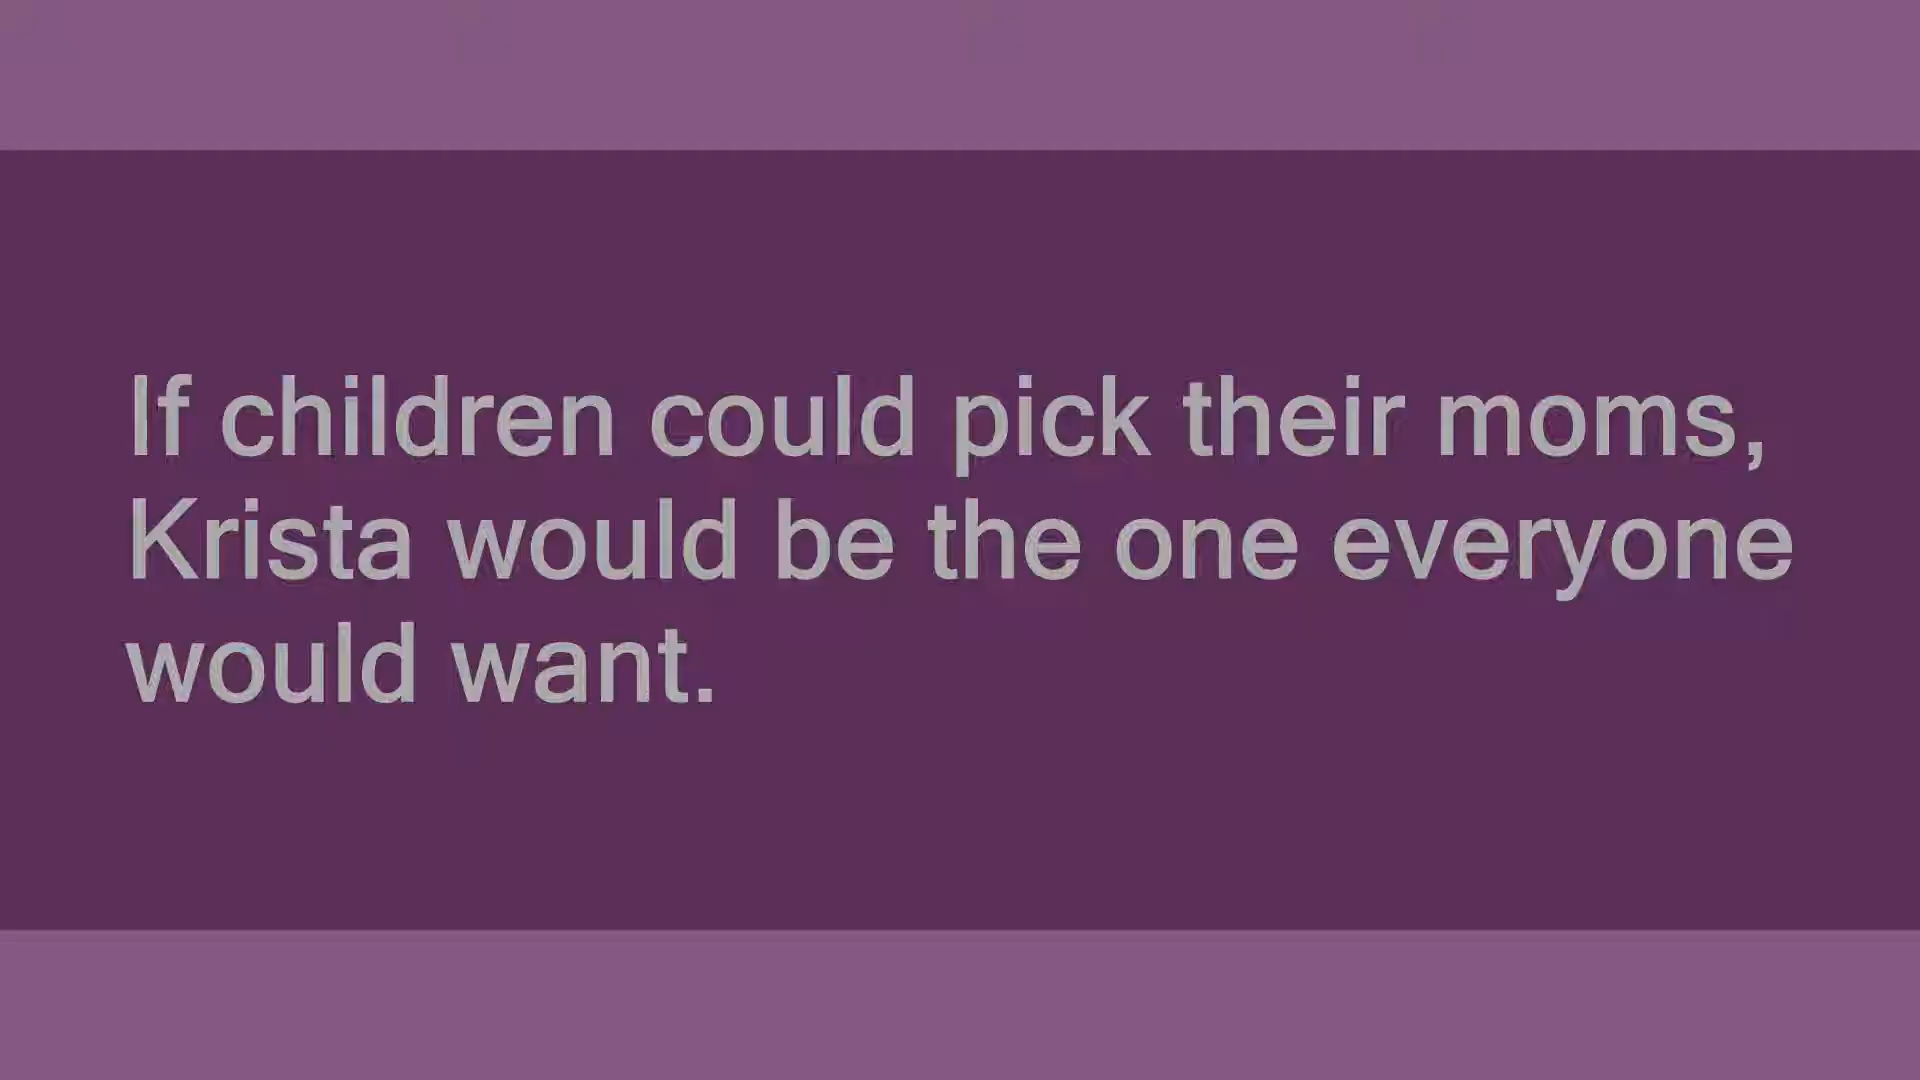 If children could pick their moms,
Krista would be the one everyone
would want.